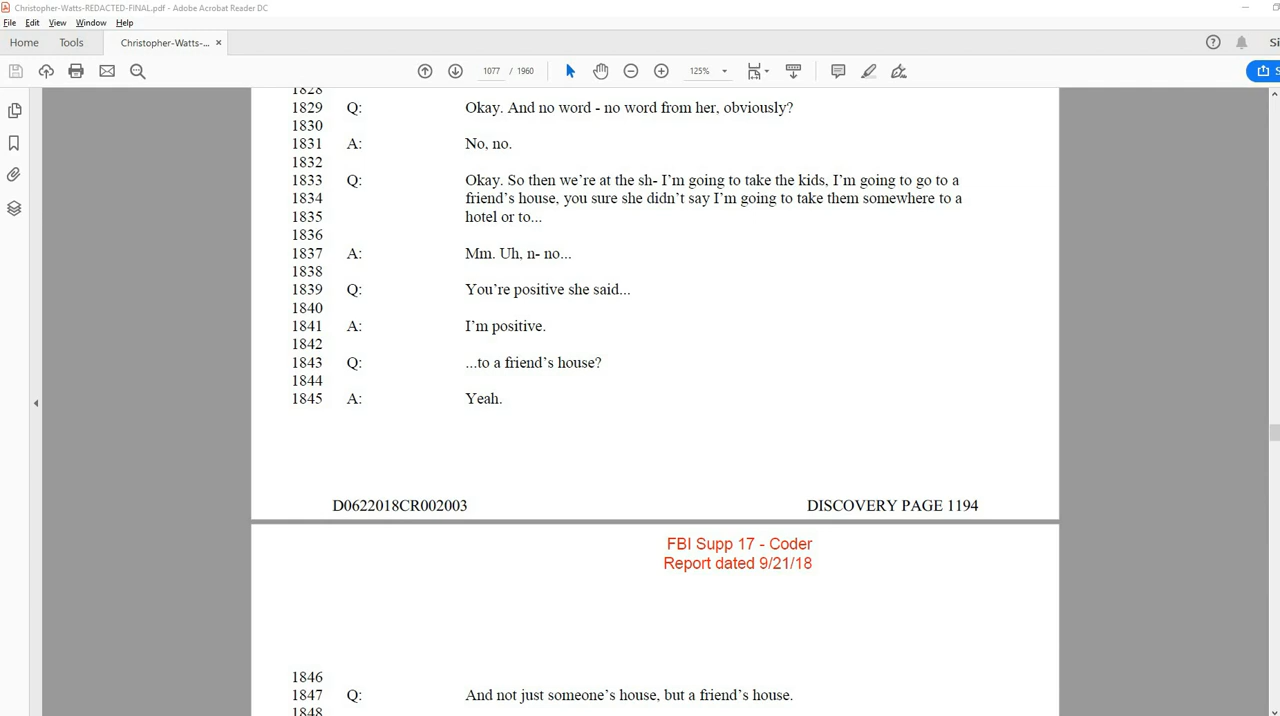 Christopher-Watts-REDACTED-FINAL.pdf - Adobe Acrobat Reader DC
File Edit View Window Help
Home Tools Christopher-Watts-... × ? Si
1077 / 1960 125%
1828
1829 Q: Okay. And no word - no word from her, obviously?
1830
1831 A: No, no.
1832
1833 Q: Okay. So then we're at the sh- I'm going to take the kids, I'm going to go to a
1834 friend's house, you sure she didn't say I'm going to take them somewhere to a
1835 hotel or to...
1836
1837 A: Mm. Uh, n- no...
1838
1839 Q: You're positive she said...
1840
1841 A: I'm positive.
1842
1843 Q: ...to a friend's house?
1844
1845 A: Yeah.
D0622018CR002003 DISCOVERY PAGE 1194
FBI Supp 17 - Coder
Report dated 9/21/18
1846
1847 Q: And not just someone's house, but a friend's house.
1848